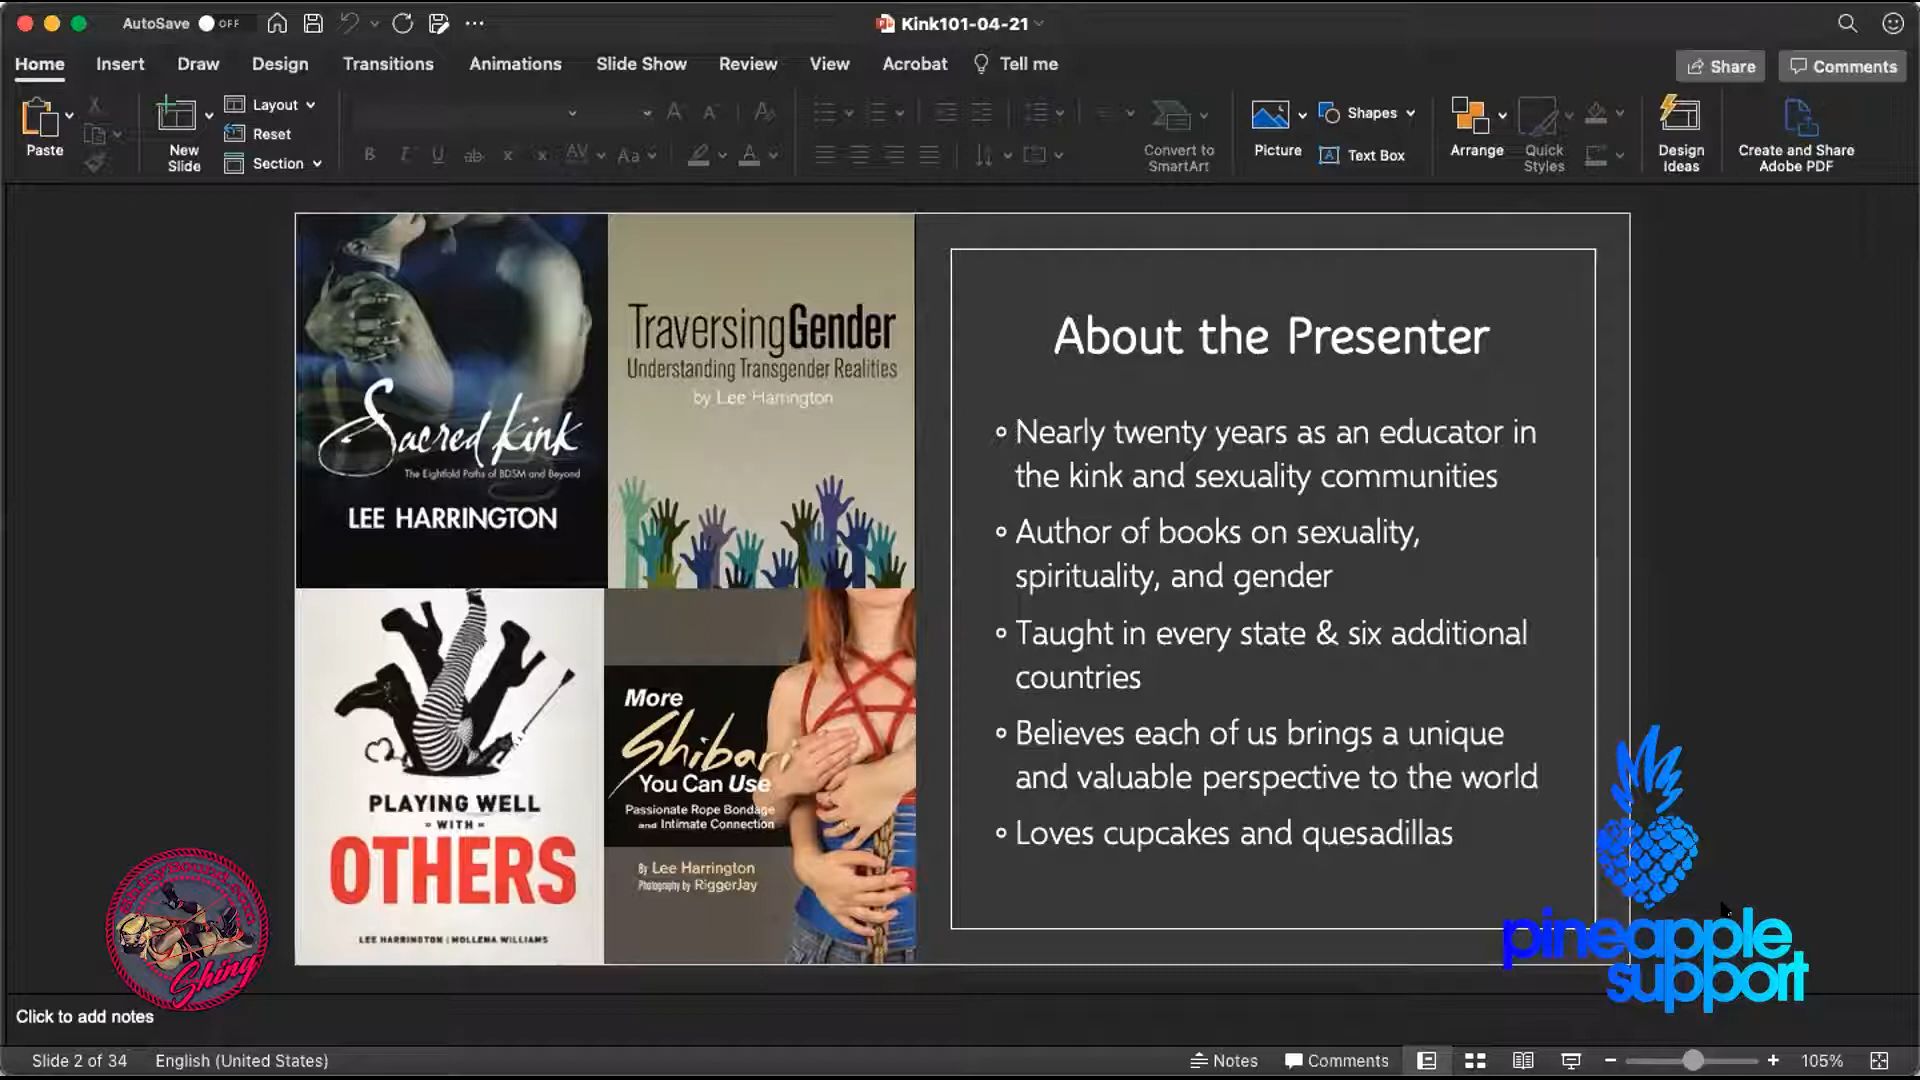 AutoSave OFF
Kink101-04-21
Home Insert Draw Design Transitions Animations Slide Show Review View Acrobat Tell me
Share Comments
Paste
New Slide
Layout
Reset
Section
Convert to SmartArt
Picture
Shapes
Text Box
Arrange
Quick Styles
Design Ideas
Create and Share Adobe PDF
Sacred Kink
The Eightfold Paths of BDSM and Beyond
LEE HARRINGTON
TraversingGender
Understanding Transgender Realities
by Lee Harrington
PLAYING WELL
WITH
OTHERS
LEE HARRINGTON | MOLLENA WILLIAMS
More
Shibari
You Can Use
Passionate Rope Bondage
and Intimate Connection
By Lee Harrington
Photography by RiggerJay
About the Presenter
Nearly twenty years as an educator in
the kink and sexuality communities
Author of books on sexuality,
spirituality, and gender
Taught in every state & six additional
countries
Believes each of us brings a unique
and valuable perspective to the world
Loves cupcakes and quesadillas
Shiny
pineapple
support
Click to add notes
Slide 2 of 34 English (United States)
Notes Comments 105%